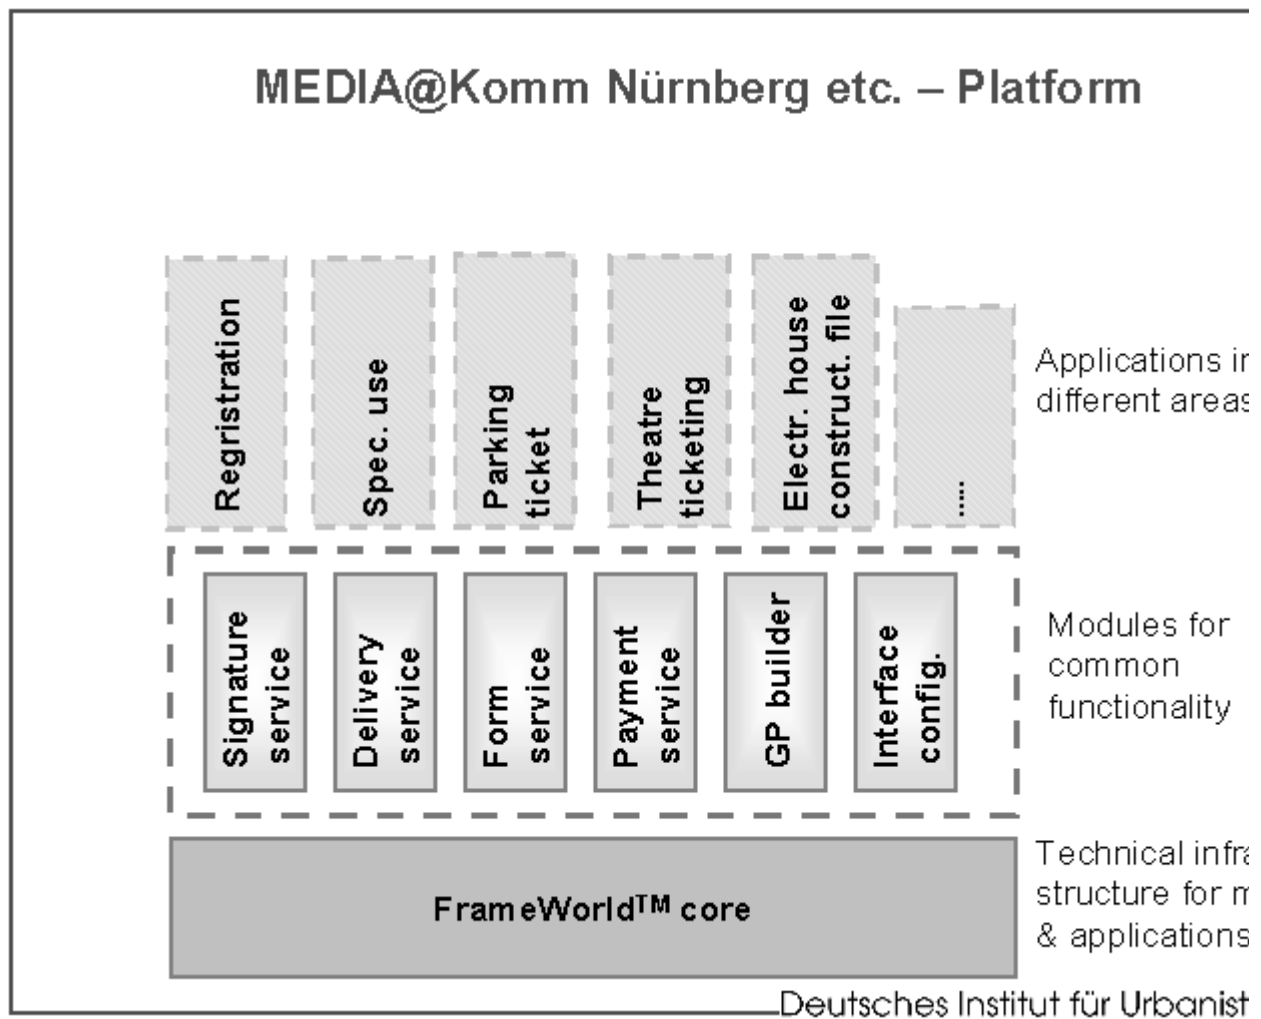 MEDIA@Komm Nürnberg etc. – Platform
Regristration
Spec. use
Parking
ticket
Theatre
ticketing
Electr. house
construct. file
.....
Applications in
different areas
Signature
service
Delivery
service
Form
service
Payment
service
GP builder
Interface
config.
Modules for
common
functionality
FrameWorld™ core
Technical infra
structure for m
& applications
Deutsches Institut für Urbanist